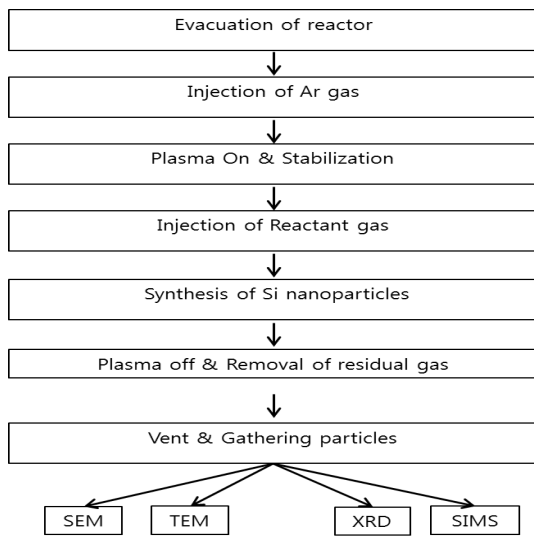 Evacuation of reactor
Injection of Ar gas
Plasma On & Stabilization
Injection of Reactant gas
Synthesis of Si nanoparticles
Plasma off & Removal of residual gas
Vent & Gathering particles
SEM TEM XRD SIMS